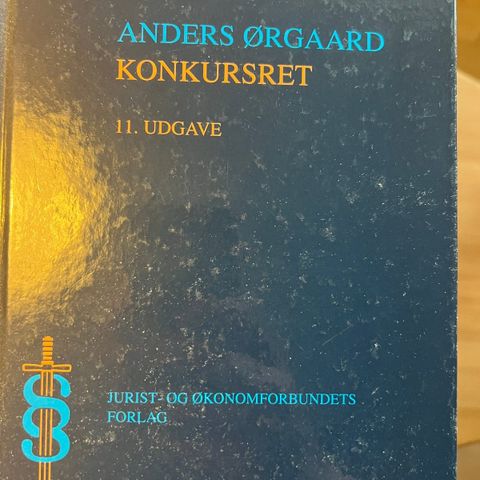 ANDERS ØRGAARD
KONKURSRET
11. UDGAVE
JURIST- OG ØKONOMFORBUNDETS
FORLAG